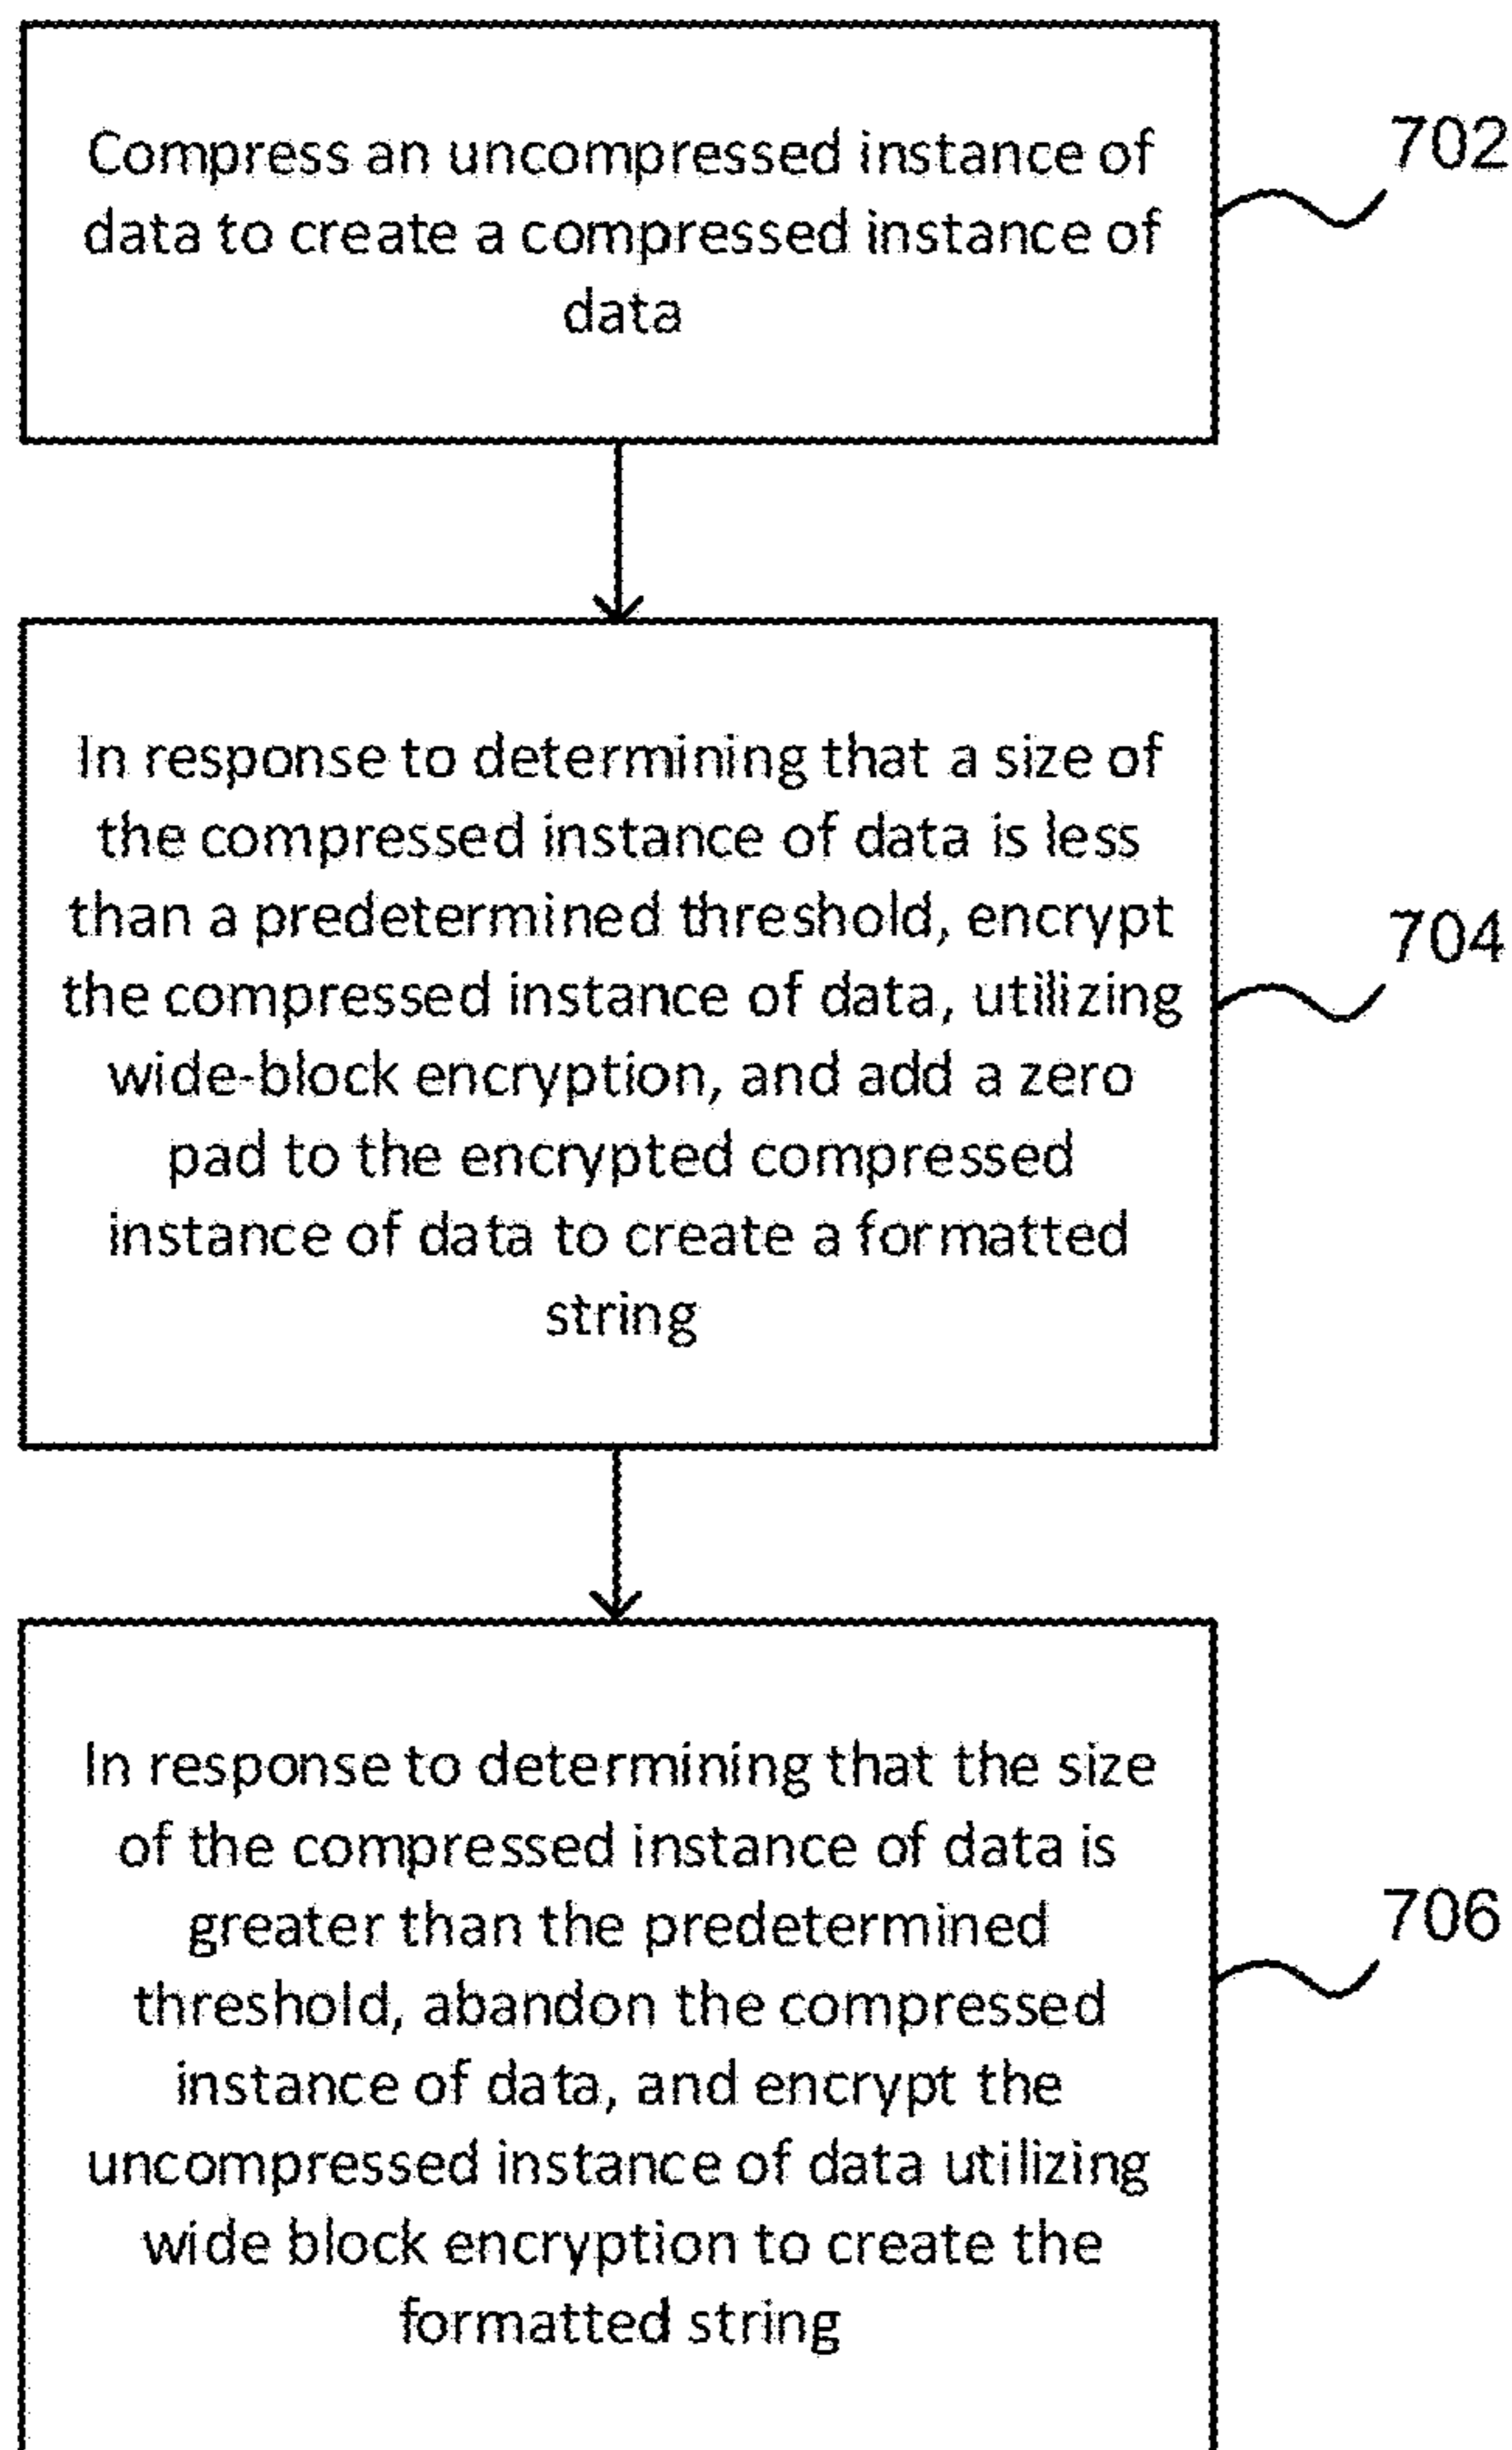 Compress an uncompressed instance of
data to create a compressed instance of
data
702
In response to determining that a size of
the compressed instance of data is less
than a predetermined threshold, encrypt
the compressed instance of data, utilizing
wide-block encryption, and add a zero
pad to the encrypted compressed
instance of data to create a formatted
string
704
In response to determining that the size
of the compressed instance of data is
greater than the predetermined
threshold, abandon the compressed
instance of data, and encrypt the
uncompressed instance of data utilizing
wide block encryption to create the
formatted string
706